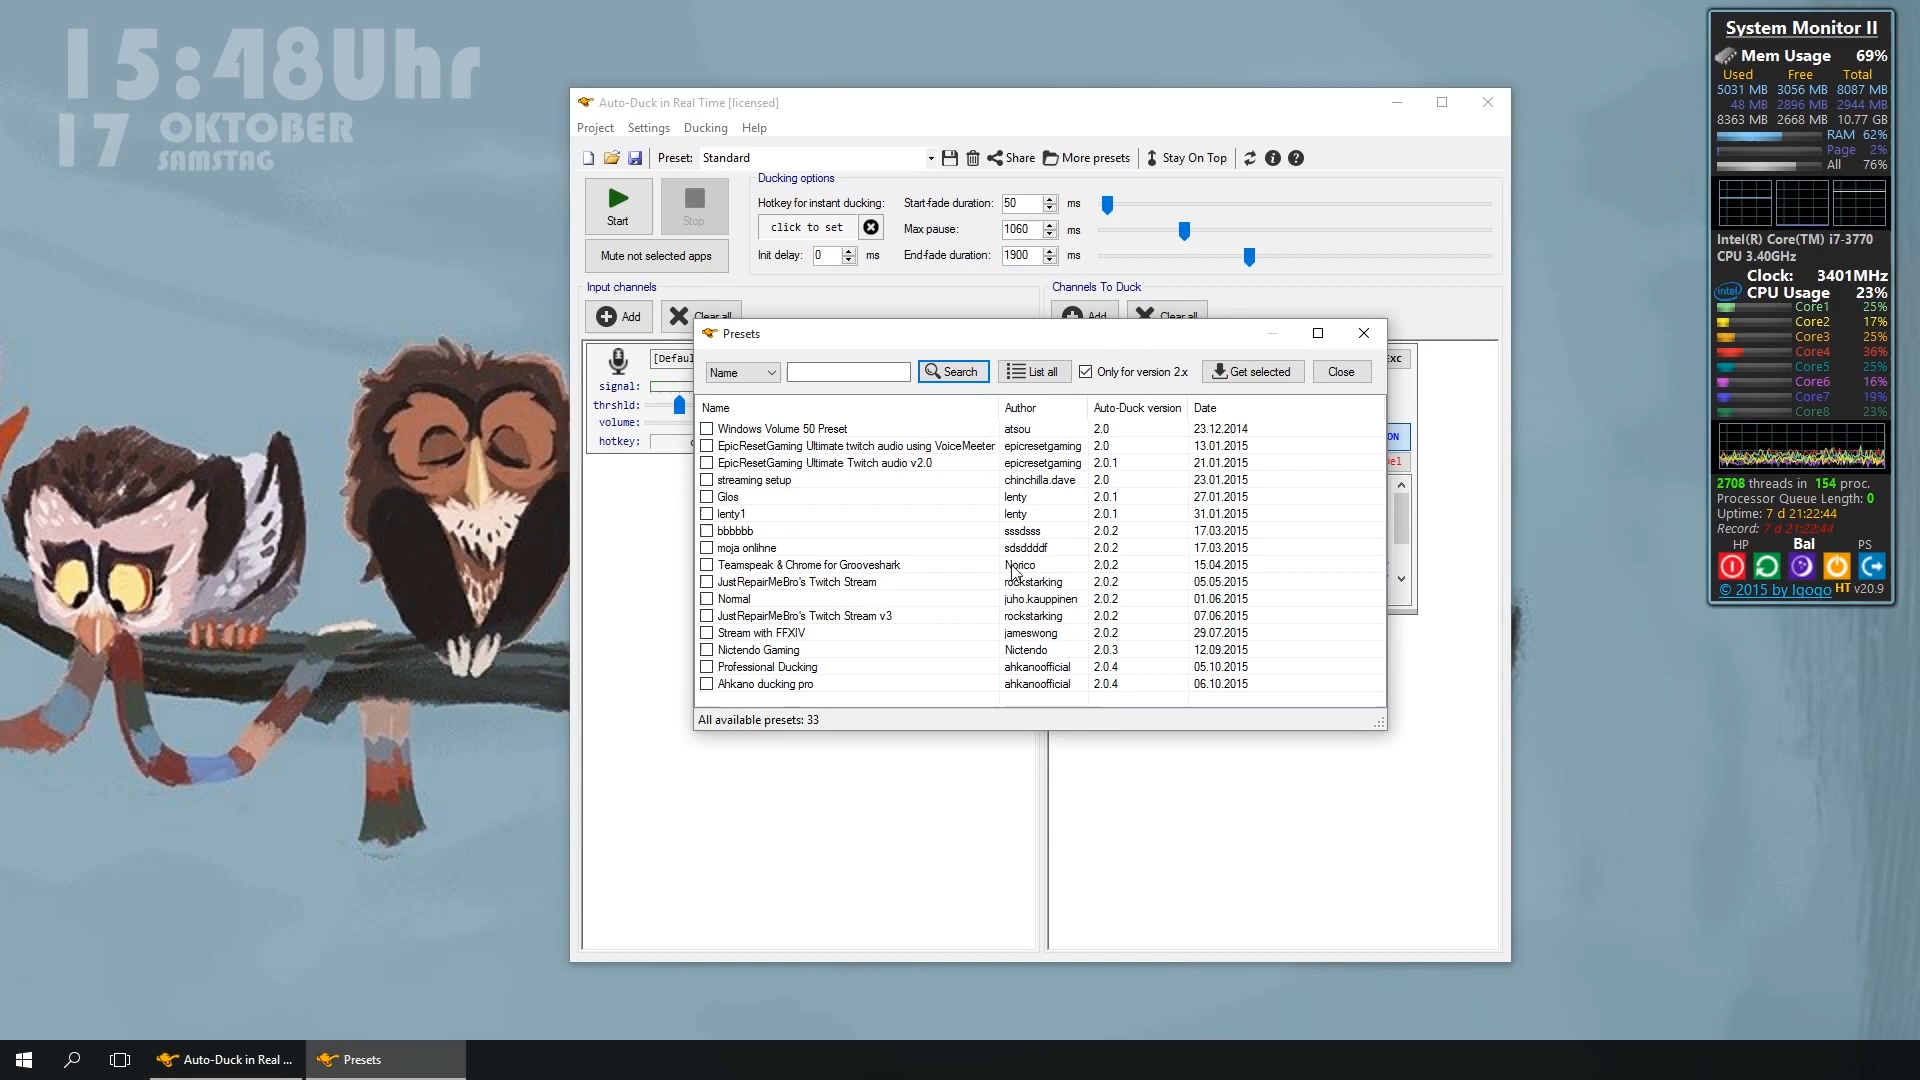 15:48Uhr
17 OKTOBER
SAMSTAG
Auto-Duck in Real Time [licensed]
Project Settings Ducking Help
Preset: Standard Share More presets Stay On Top
Start Stop
Mute not selected apps
Ducking options
Hotkey for instant ducking: Start-fade duration: 50 ms
click to set Max pause: 1060 ms
Init delay: 0 ms End-fade duration: 1900 ms
Input channels Channels To Duck
Add Clear all Add Clear all
[Defau
signal:
thrshld:
volume:
hotkey:
Presets
Name Search List all Only for version 2.x Get selected Close
Name Author Auto-Duck version Date
Windows Volume 50 Preset atsou 2.0 23.12.2014
EpicResetGaming Ultimate twitch audio using VoiceMeeter epicresetgaming 2.0 13.01.2015
EpicResetGaming Ultimate Twitch audio v2.0 epicresetgaming 2.0.1 21.01.2015
streaming setup chinchilla.dave 2.0 23.01.2015
Glos lenty 2.0.1 27.01.2015
lenty1 lenty 2.0.1 31.01.2015
bbbbbb sssdsss 2.0.2 17.03.2015
moja onlihne sdsddddf 2.0.2 17.03.2015
Teamspeak & Chrome for Grooveshark Norico 2.0.2 15.04.2015
JustRepairMeBro's Twitch Stream rockstarking 2.0.2 05.05.2015
Normal juho.kauppinen 2.0.2 01.06.2015
JustRepairMeBro's Twitch Stream v3 rockstarking 2.0.2 07.06.2015
Stream with FFXIV jameswong 2.0.2 29.07.2015
Nictendo Gaming Nictendo 2.0.3 12.09.2015
Professional Ducking ahkanoofficial 2.0.4 05.10.2015
Ahkano ducking pro ahkanoofficial 2.0.4 06.10.2015
All available presets: 33
ON
System Monitor II
Mem Usage 69%
Used Free Total
5031 MB 3056 MB 8087 MB
48 MB 2896 MB 2944 MB
8363 MB 2668 MB 10.77 GB
RAM 62%
Page 2%
All 76%
Intel(R) Core(TM) i7-3770
CPU 3.40GHz
Clock: 3401MHz
intel CPU Usage 23%
Core1 25%
Core2 17%
Core3 25%
Core4 36%
Core5 25%
Core6 16%
Core7 19%
Core8 23%
2708 threads in 154 proc.
Processor Queue Length: 0
Uptime: 7 d 21:22:44
Record: 7 d 21:22:44
HP Bal PS
© 2015 by Igogo HT v20.9
Auto-Duck in Real ... Presets